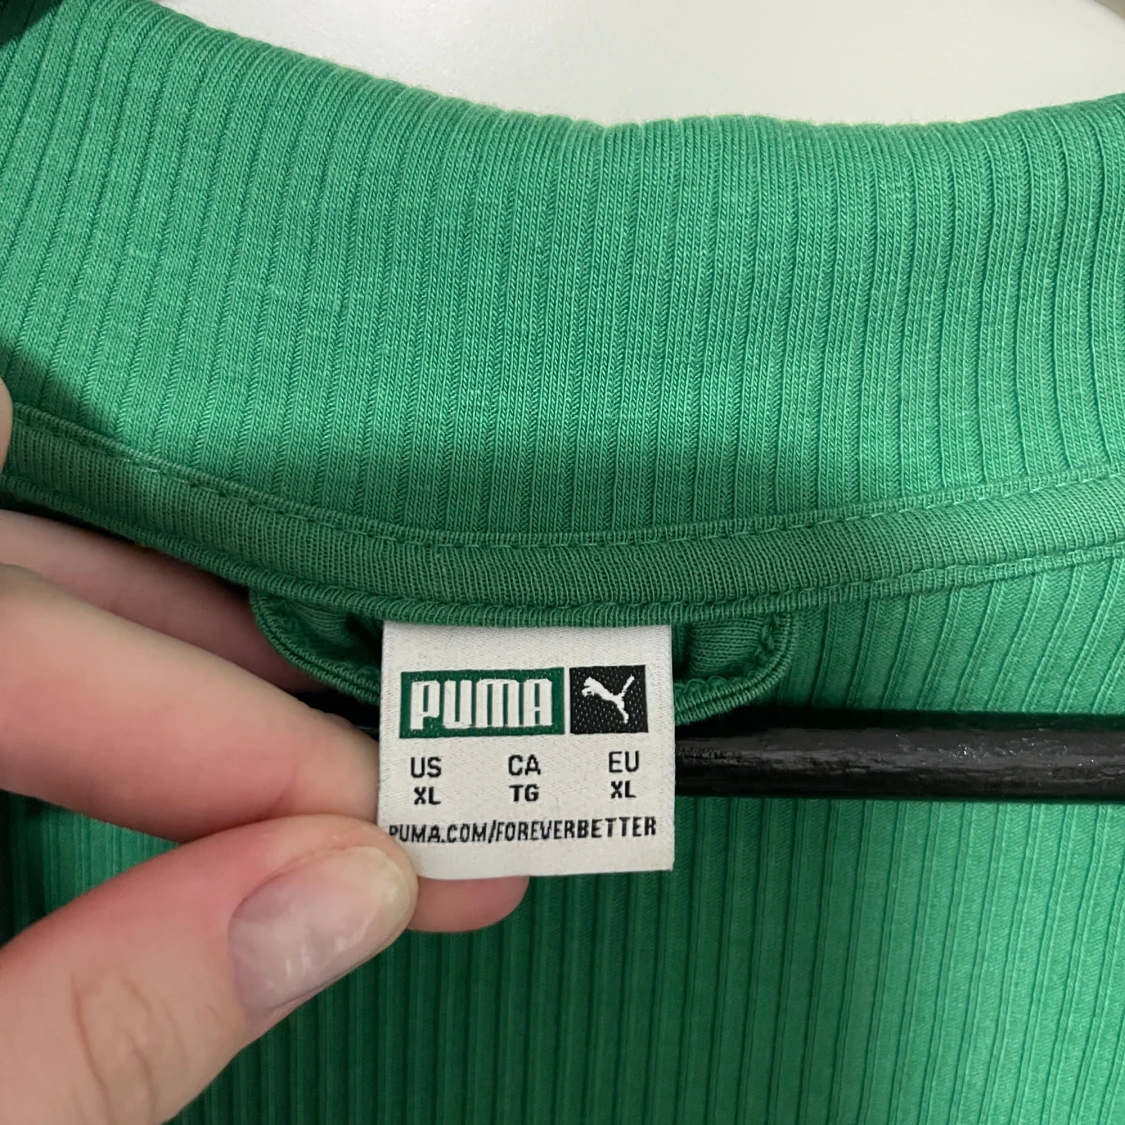 PUMA
US CA EU
XL TG XL
PUMA.COM/FOREVERBETTER